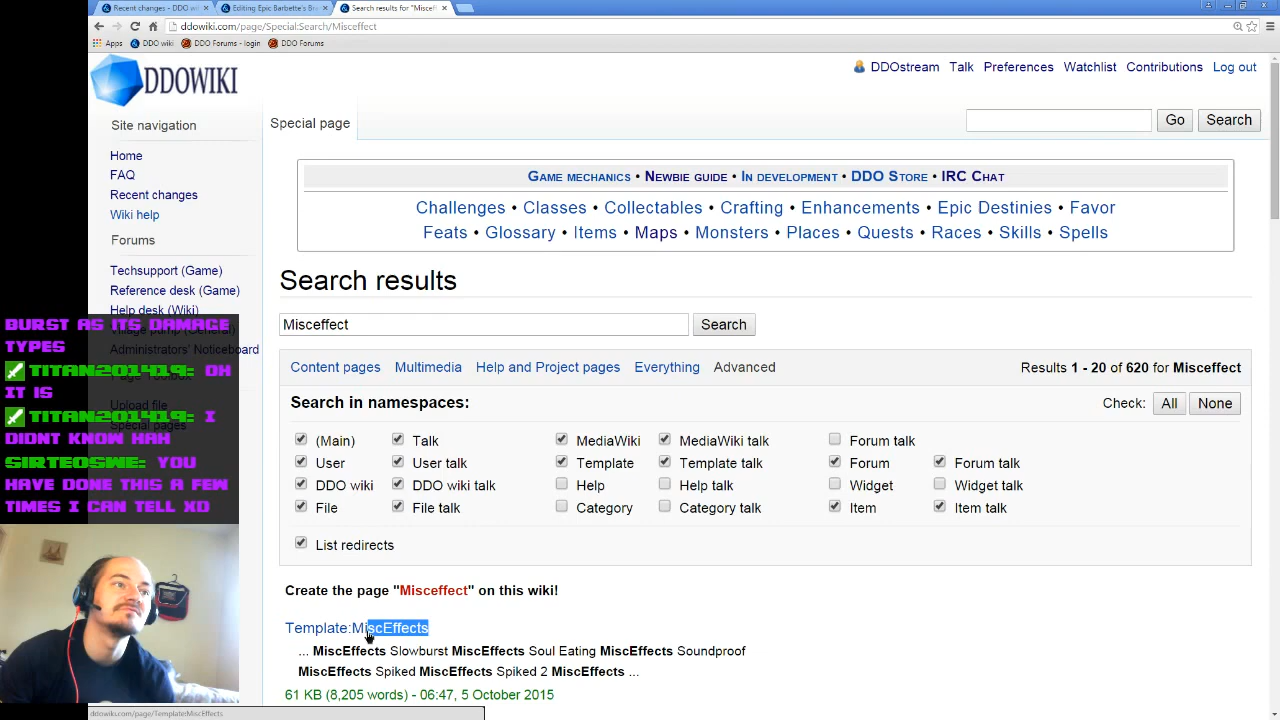 Recent changes - DDO wi
Editing Epic Barbette's Bre
Search results for "Miscef
ddowiki.com/page/Special:Search/Misceffect
Apps DDO wiki DDO Forums - login DDO Forums
DDOWIKI
DDOstream Talk Preferences Watchlist Contributions Log out
Site navigation
Special page
Go Search
Home
FAQ
Recent changes
Wiki help
Forums
Techsupport (Game)
Reference desk (Game)
Help desk (Wiki)
Village pump (General)
Administrators' Noticeboard
Upload file
Special pages
Game mechanics • Newbie guide • In development • DDO Store • IRC Chat
Challenges • Classes • Collectables • Crafting • Enhancements • Epic Destinies • Favor
Feats • Glossary • Items • Maps • Monsters • Places • Quests • Races • Skills • Spells
Search results
Misceffect Search
Content pages Multimedia Help and Project pages Everything Advanced Results 1 - 20 of 620 for Misceffect
Search in namespaces: Check: All None
(Main) Talk MediaWiki MediaWiki talk Forum talk
User User talk Template Template talk Forum Forum talk
DDO wiki DDO wiki talk Help Help talk Widget Widget talk
File File talk Category Category talk Item Item talk
List redirects
Create the page "Misceffect" on this wiki!
Template:MiscEffects
... MiscEffects Slowburst MiscEffects Soul Eating MiscEffects Soundproof
MiscEffects Spiked MiscEffects Spiked 2 MiscEffects ...
61 KB (8,205 words) - 06:47, 5 October 2015
BURST AS ITS DAMAGE
TYPES
TITAN201419: OH
IT IS
TITAN201419: I
DIDNT KNOW HAH
SIRTEOSWE: YOU
HAVE DONE THIS A FEW
TIMES I CAN TELL XD
ddowiki.com/page/Template:MiscEffects